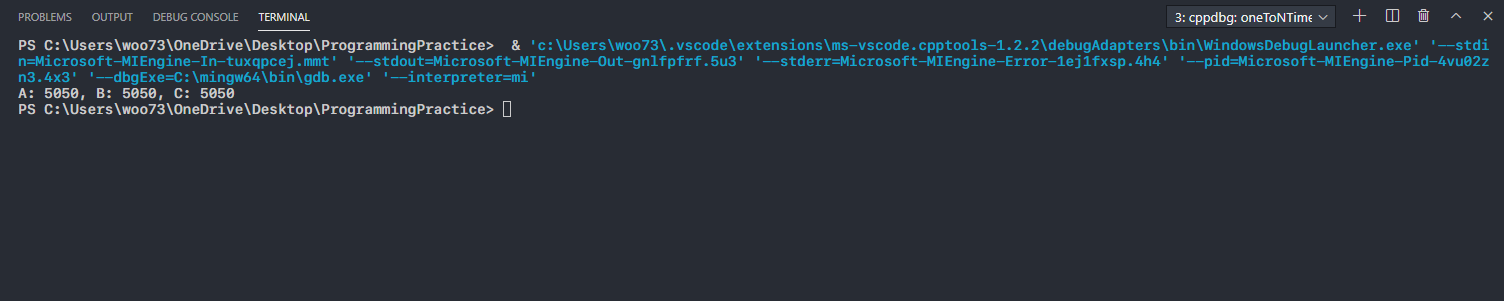 PROBLEMS OUTPUT DEBUG CONSOLE TERMINAL 3: cppdbg: oneToNTime
PS C:\Users\woo73\OneDrive\Desktop\ProgrammingPractice>  & 'c:\Users\woo73\.vscode\extensions\ms-vscode.cpptools-1.2.2\debugAdapters\bin\WindowsDebugLauncher.exe' '--stdi
n=Microsoft-MIEngine-In-tuxqpcej.mmt' '--stdout=Microsoft-MIEngine-Out-gnlfpfrf.5u3' '--stderr=Microsoft-MIEngine-Error-1ej1fxsp.4h4' '--pid=Microsoft-MIEngine-Pid-4vu02z
n3.4x3' '--dbgExe=C:\mingw64\bin\gdb.exe' '--interpreter=mi'
A: 5050, B: 5050, C: 5050
PS C:\Users\woo73\OneDrive\Desktop\ProgrammingPractice>